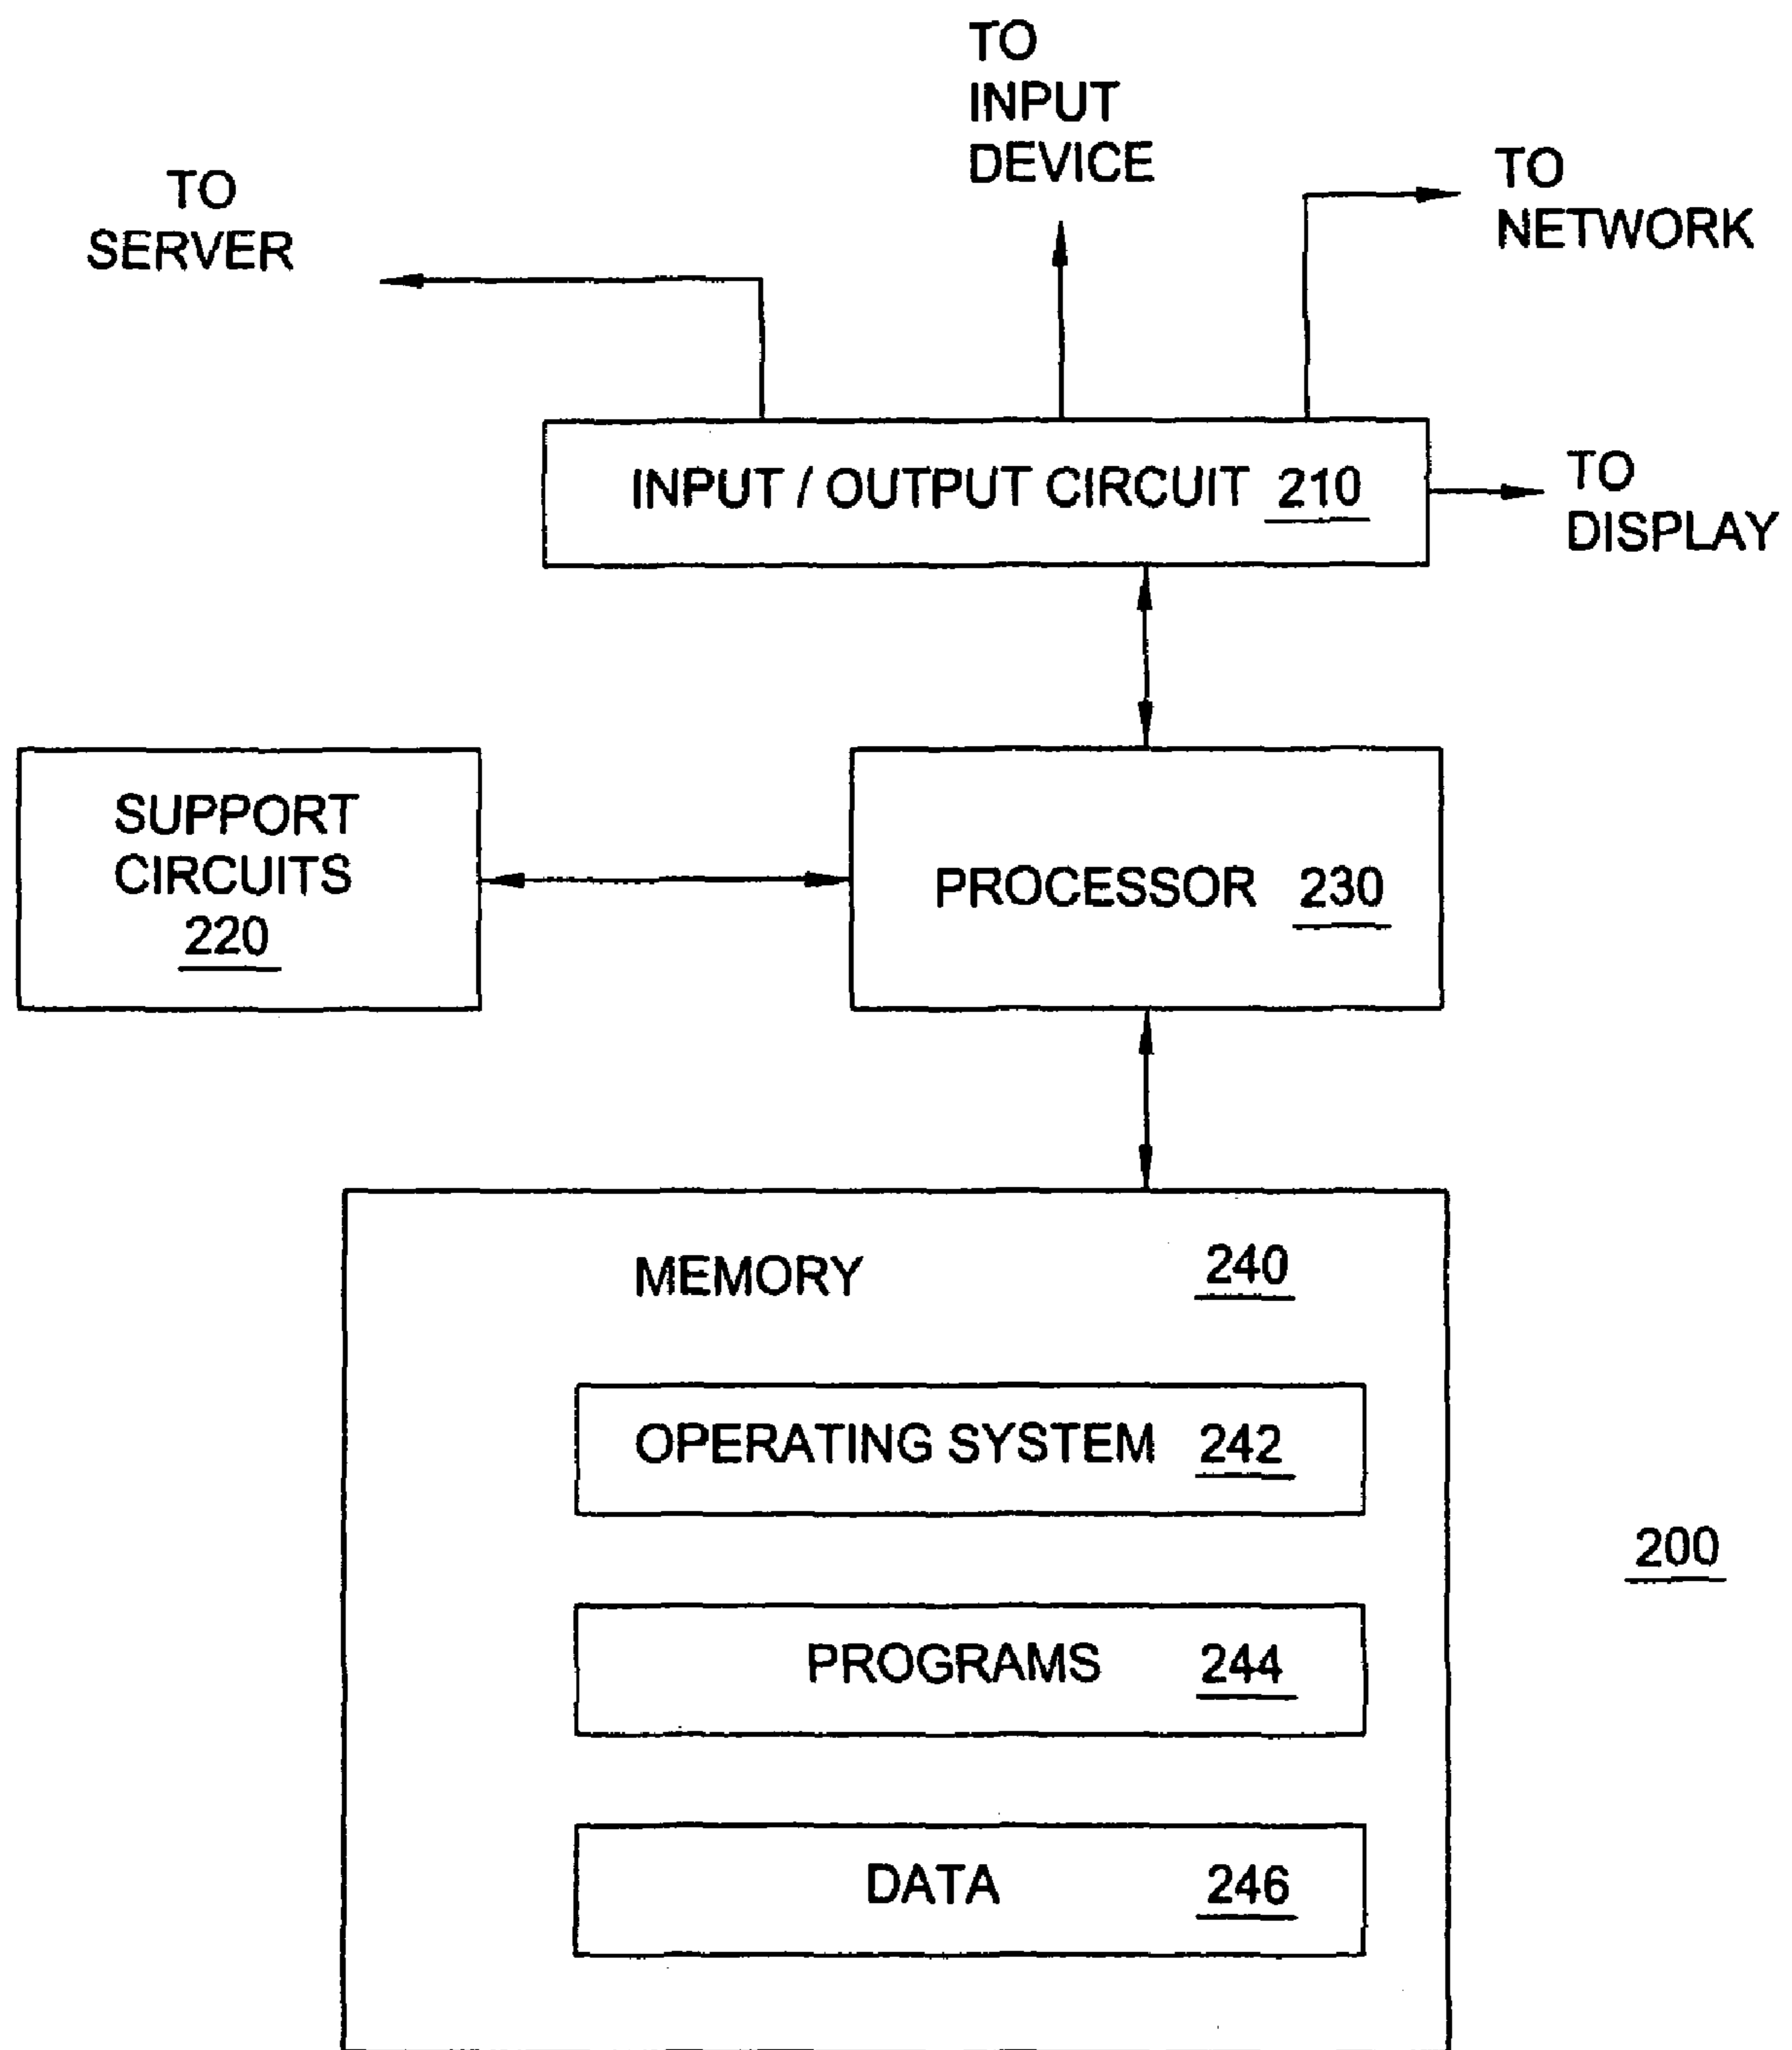 TO
INPUT
DEVICE
TO
SERVER
TO
NETWORK
INPUT / OUTPUT CIRCUIT 210
TO
DISPLAY
SUPPORT
CIRCUITS
220
PROCESSOR 230
MEMORY 240
OPERATING SYSTEM 242
200
PROGRAMS 244
DATA 246